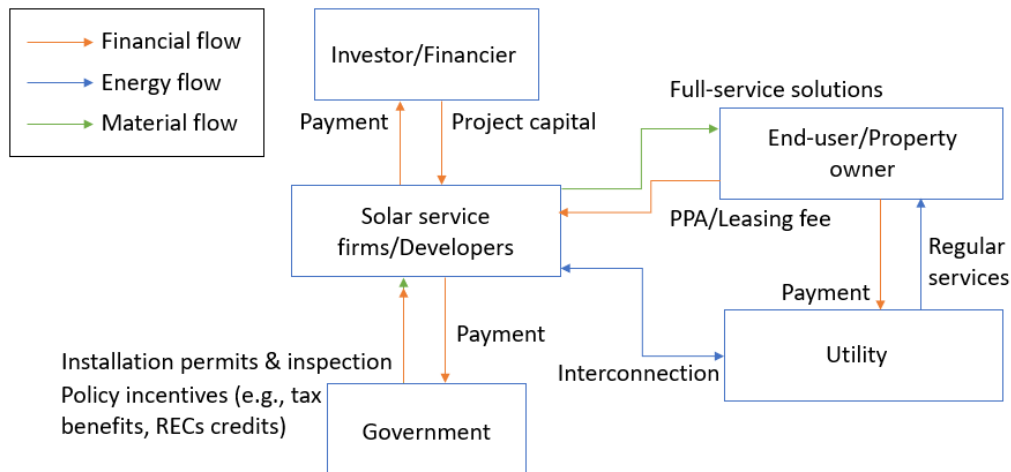 Financial flow
Energy flow
Material flow
Investor/Financier
Payment
Project capital
Full-service solutions
End-user/Property
owner
Solar service
firms/Developers
PPA/Leasing fee
Regular
services
Payment
Payment
Installation permits & inspection
Policy incentives (e.g., tax
benefits, RECs credits)
Interconnection
Utility
Government